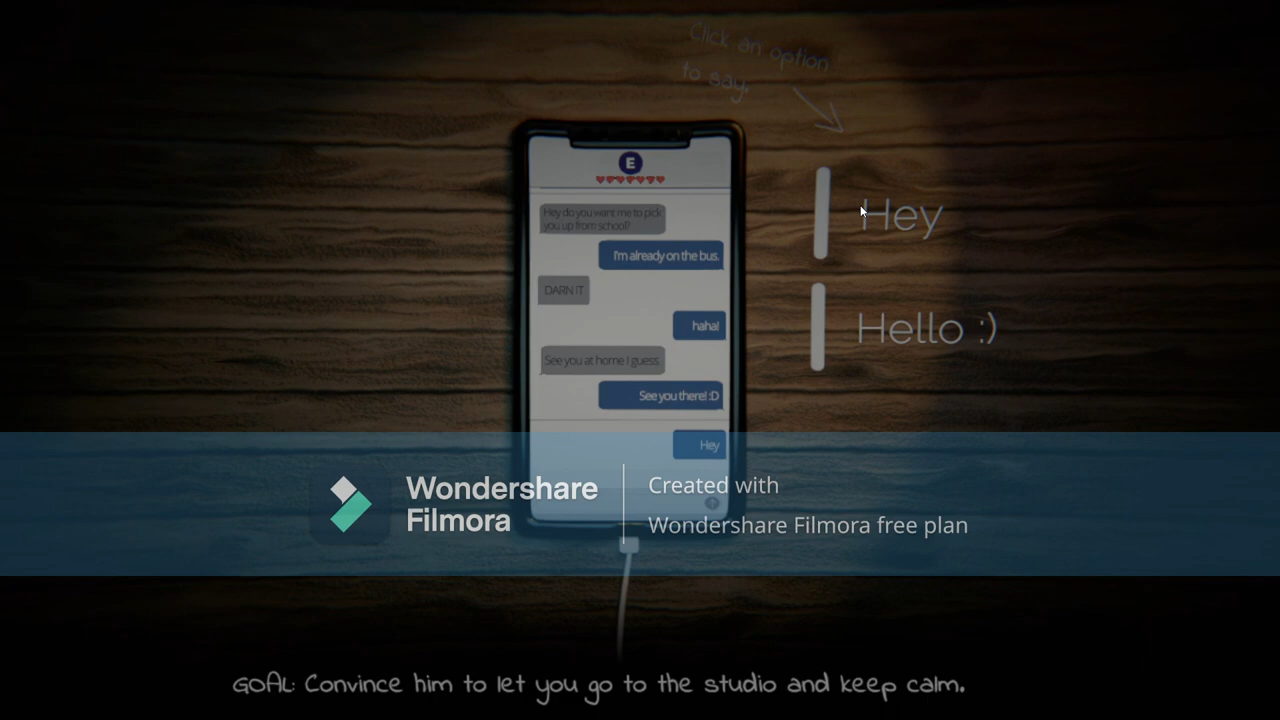 Click an option
to say.
E
Hey do you want me to pick
you up from school?
I'm already on the bus.
DARN IT
haha!
See you at home I guess.
See you there! :D
Hey
Hey
Hello :)
Wondershare
Filmora
Created with
Wondershare Filmora free plan
GOAL: Convince him to let you go to the studio and keep calm.